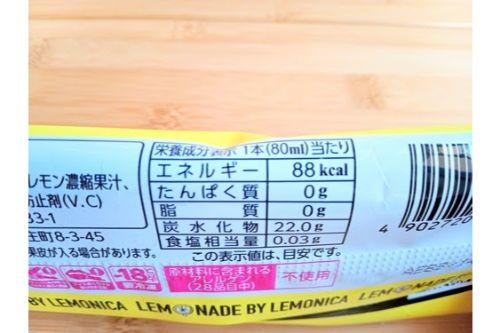 レモン濃縮果汁、
防止剤(V.C)
33-1
王町8-3-45
果皮が入る場合があります。
栄養成分表示 1本(80ml)当たり
エネルギー 88kcal
たんぱく質 0g
脂質 0g
炭水化物 22.0g
食塩相当量 0.03g
この表示値は、目安です。
-18
原材料に含まれる
アレルゲン
(28品目中)
不使用
4 902720
BY LEMONICA LEMONADE BY LEMONICA LEMONADE